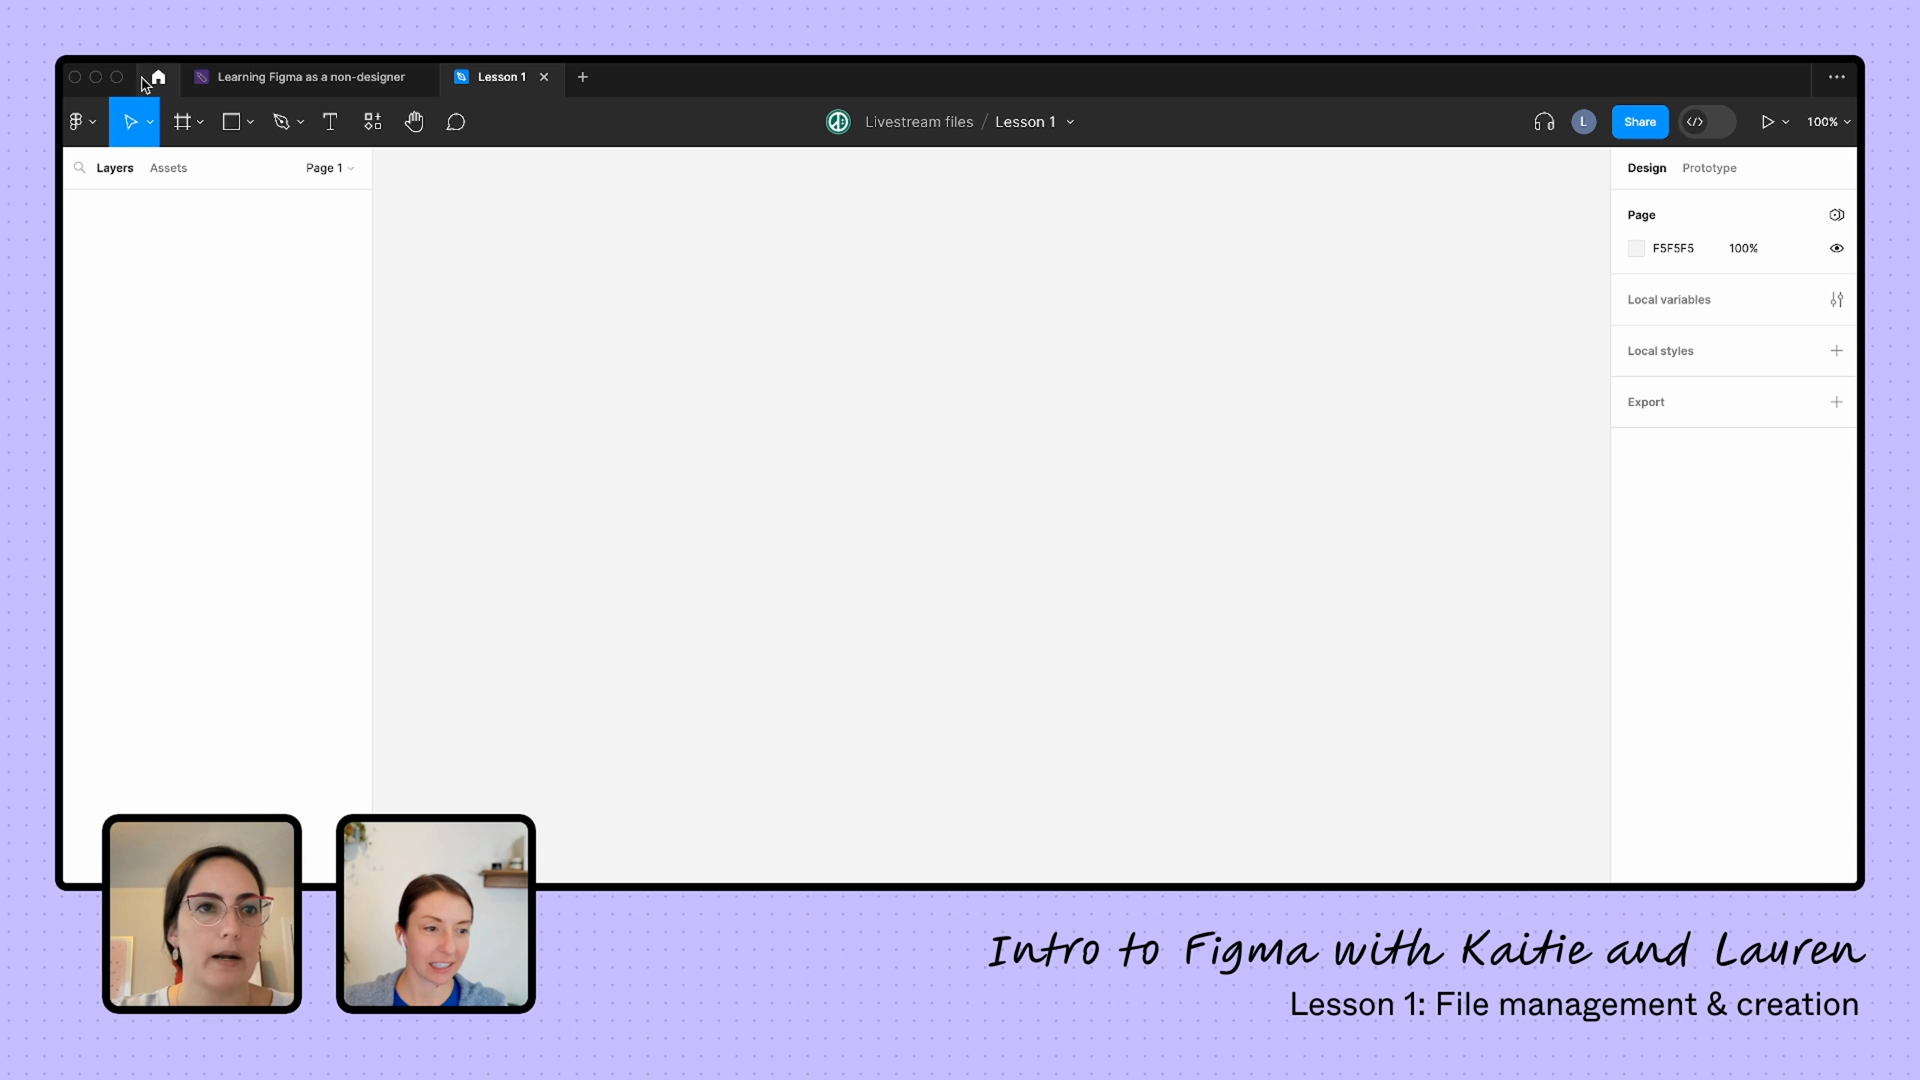 Learning Figma as a non-designer
Lesson 1
Livestream files / Lesson 1
L
Share
100%
Layers
Assets
Page 1
Design
Prototype
Page
F5F5F5
100%
Local variables
Local styles
Export
Intro to Figma with Kaitie and Lauren
Lesson 1: File management & creation